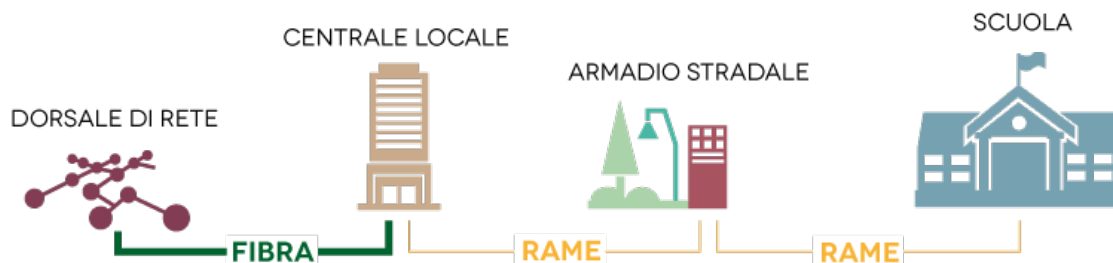 DORSALE DI RETE
CENTRALE LOCALE
ARMADIO STRADALE
SCUOLA
FIBRA
RAME
RAME